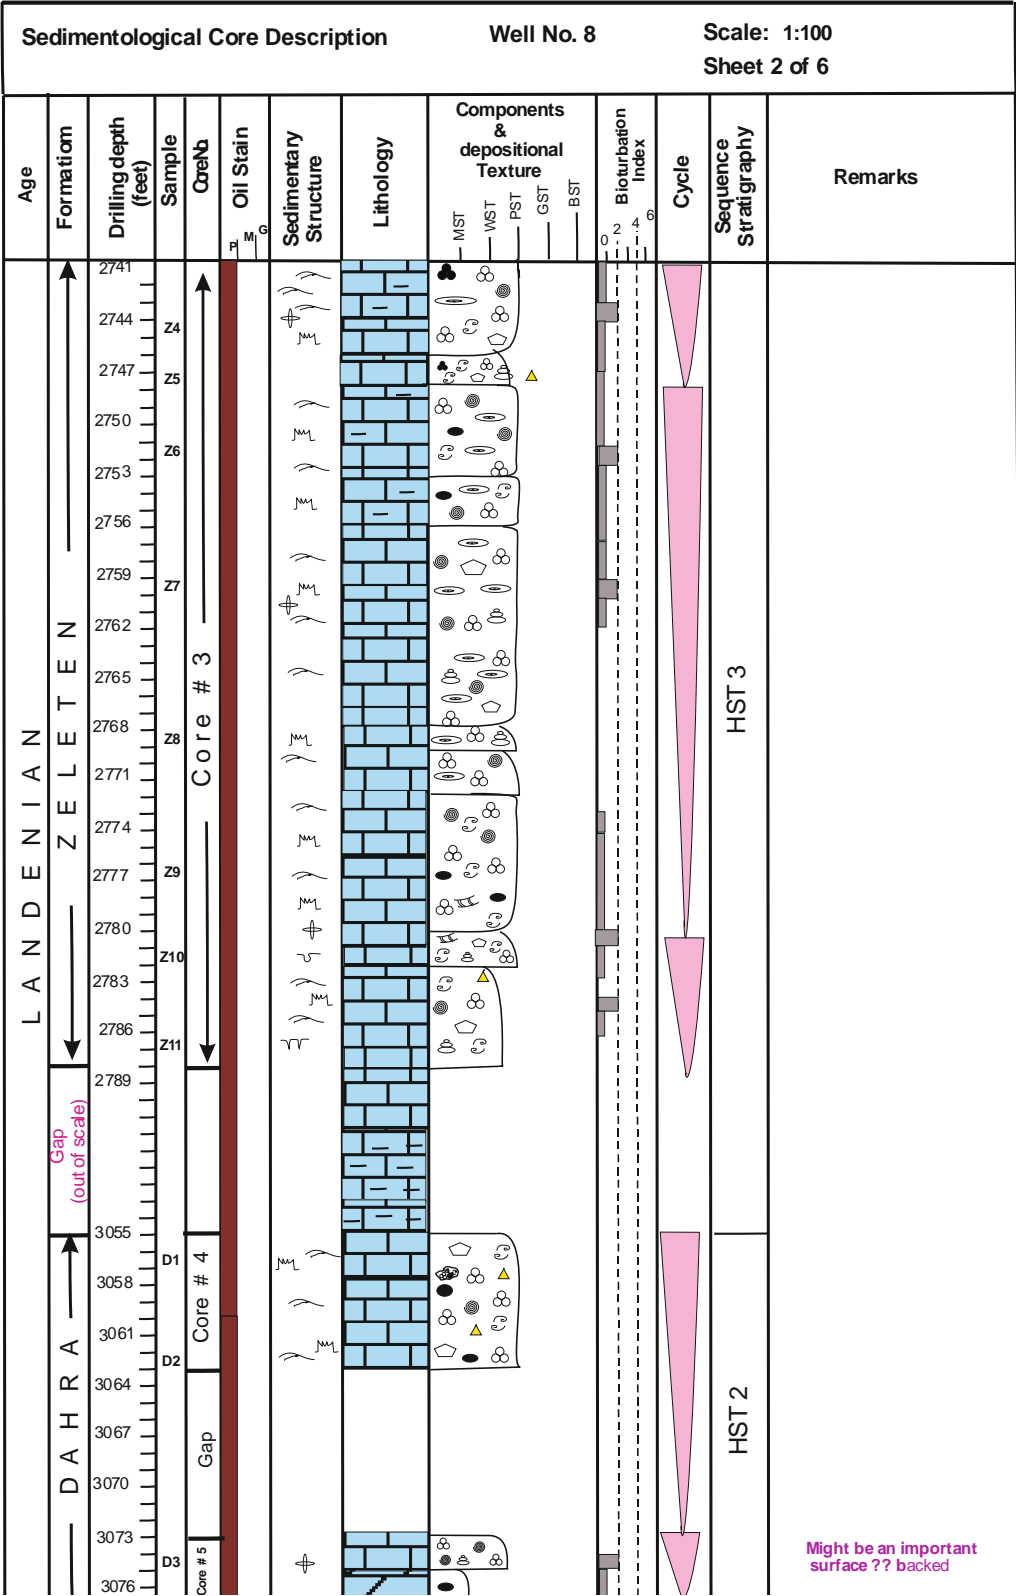 Sedimentological Core Description
Well No. 8
Scale: 1:100
Sheet 2 of 6
Age
Formatiom
Drilling depth (feet)
Sample
Core No.
Oil Stain
P M G
Sedimentary Structure
Lithology
Components
&
depositional
Texture
MST WST PST GST BST
Bioturbation Index
0 2 4 6
Cycle
Sequence Stratigraphy
Remarks
LANDENIAN
ZELETEN
Gap
(out of scale)
DAHRA
2741
2744
2747
2750
2753
2756
2759
2762
2765
2768
2771
2774
2777
2780
2783
2786
2789
3055
3058
3061
3064
3067
3070
3073
3076
Z4
Z5
Z6
Z7
Z8
Z9
Z10
Z11
D1
D2
D3
Core # 3
Core # 4
Gap
Core # 5
HST 3
HST 2
Might be an important
surface ?? backed